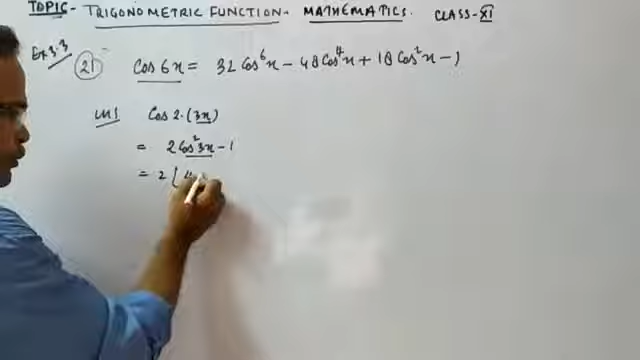 TOPIC- TRIGONOMETRIC FUNCTION- MATHEMATICS. CLASS-XI
Ex 3.3
(21) Cos 6x = 32 Cos⁶x - 48 Cos⁴x + 18 Cos²x - 1
LHS Cos 2·(3x)
= 2 Cos²3x - 1
= 2 [ 4